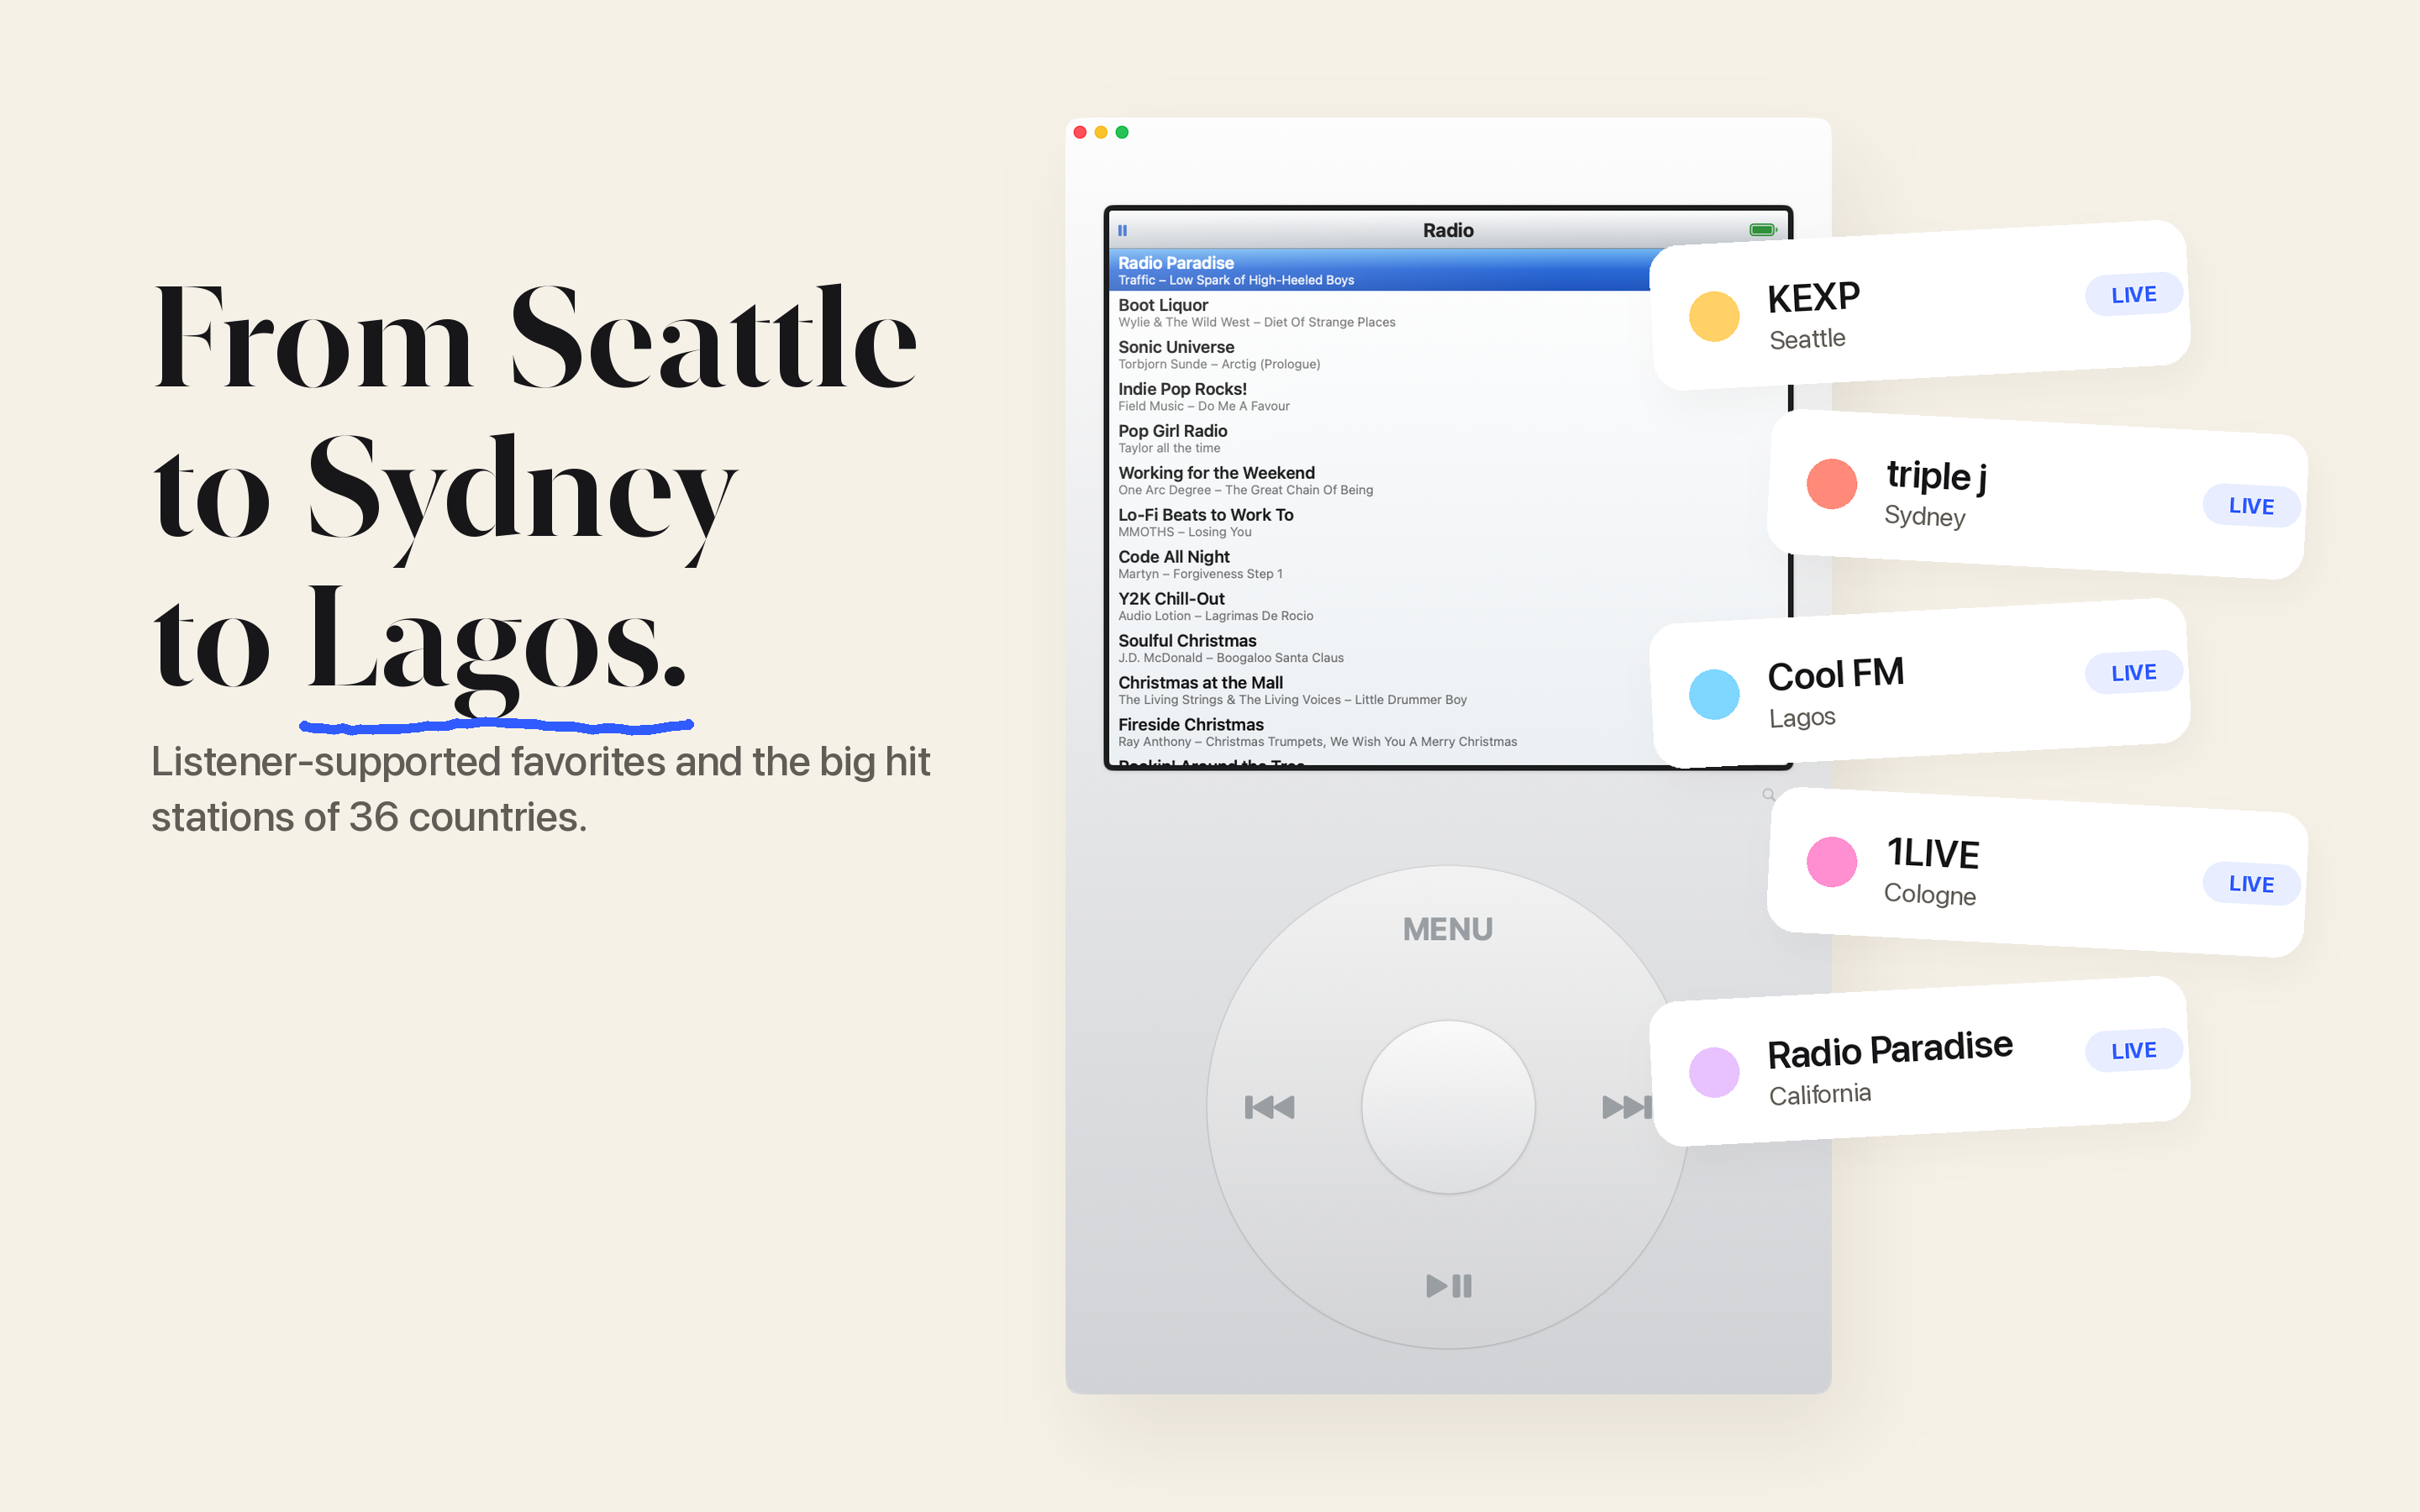 From Seattle
to Sydney
to Lagos.
Listener-supported favorites and the big hit
stations of 36 countries.
Radio
Radio Paradise
Traffic – Low Spark of High-Heeled Boys
Boot Liquor
Wylie & The Wild West – Diet Of Strange Places
Sonic Universe
Torbjorn Sunde – Arctig (Prologue)
Indie Pop Rocks!
Field Music – Do Me A Favour
Pop Girl Radio
Taylor all the time
Working for the Weekend
One Arc Degree – The Great Chain Of Being
Lo-Fi Beats to Work To
MMOTHS – Losing You
Code All Night
Martyn – Forgiveness Step 1
Y2K Chill-Out
Audio Lotion – Lagrimas De Rocio
Soulful Christmas
J.D. McDonald – Boogaloo Santa Claus
Christmas at the Mall
The Living Strings & The Living Voices – Little Drummer Boy
Fireside Christmas
Ray Anthony – Christmas Trumpets, We Wish You A Merry Christmas
Rockin' Around the Tree
MENU
KEXP
Seattle
LIVE
triple j
Sydney
LIVE
Cool FM
Lagos
LIVE
1LIVE
Cologne
LIVE
Radio Paradise
California
LIVE